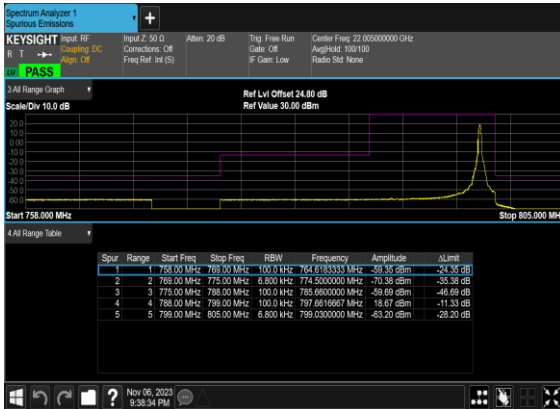 Spectrum Analyzer 1
Spurious Emissions
+
KEYSIGHT Input: RF Input Z: 50 Ω Atten: 20 dB Trig: Free Run Center Freq: 22.005000000 GHz
R T Coupling: DC Corrections: Off Gate: Off Avg|Hold: 100/100
Align: Off Freq Ref: Int (S) IF Gain: Low Radio Std: None
PASS
3 All Range Graph
Ref Lvl Offset 24.80 dB
Scale/Div 10.0 dB Ref Value 30.00 dBm
20.0
10.0
0.00
-10.0
-20.0
-30.0
-40.0
-50.0
-60.0
Start 758.000 MHz Stop 805.000 MH
4 All Range Table
Spur Range Start Freq Stop Freq RBW Frequency Amplitude ΔLimit
1 1 758.00 MHz 769.00 MHz 100.0 kHz 764.6183333 MHz -59.35 dBm -24.35 dB
2 2 769.00 MHz 775.00 MHz 6.800 kHz 774.5000000 MHz -70.38 dBm -35.38 dB
3 3 775.00 MHz 788.00 MHz 100.0 kHz 785.6600000 MHz -59.69 dBm -46.69 dB
4 4 788.00 MHz 799.00 MHz 100.0 kHz 797.6616667 MHz 18.67 dBm -11.33 dB
5 5 799.00 MHz 805.00 MHz 6.800 kHz 799.0300000 MHz -63.20 dBm -28.20 dB
? Nov 06, 2023
9:38:34 PM